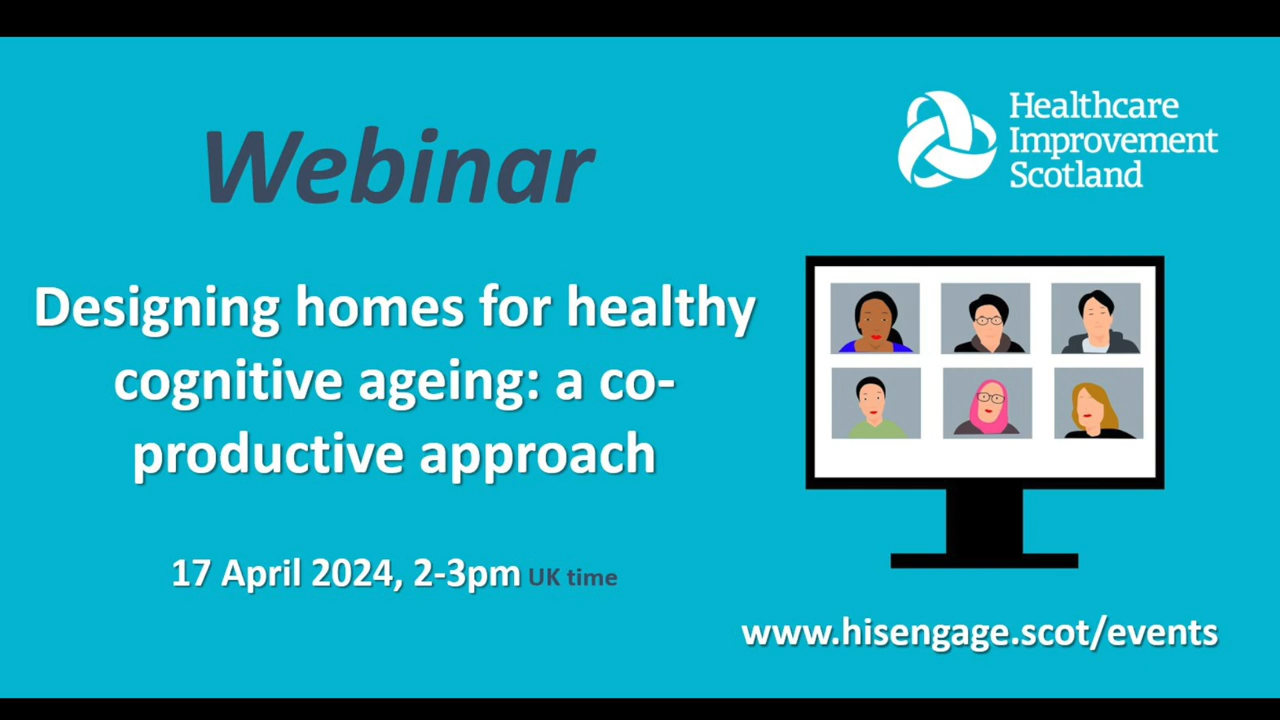 Webinar
Healthcare
Improvement
Scotland
Designing homes for healthy
cognitive ageing: a co-
productive approach
17 April 2024, 2-3pm UK time
www.hisengage.scot/events